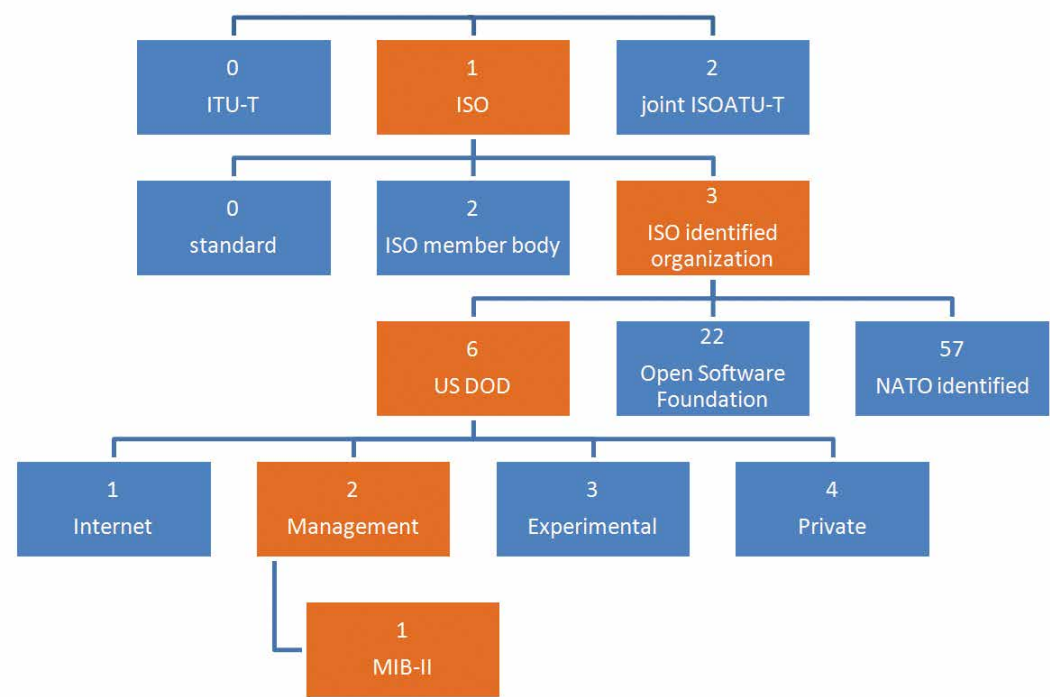 0
ITU-T
1
ISO
2
joint ISOATU-T
0
standard
2
ISO member body
3
ISO identified
organization
6
US DOD
22
Open Software
Foundation
57
NATO identified
1
Internet
2
Management
3
Experimental
4
Private
1
MIB-II